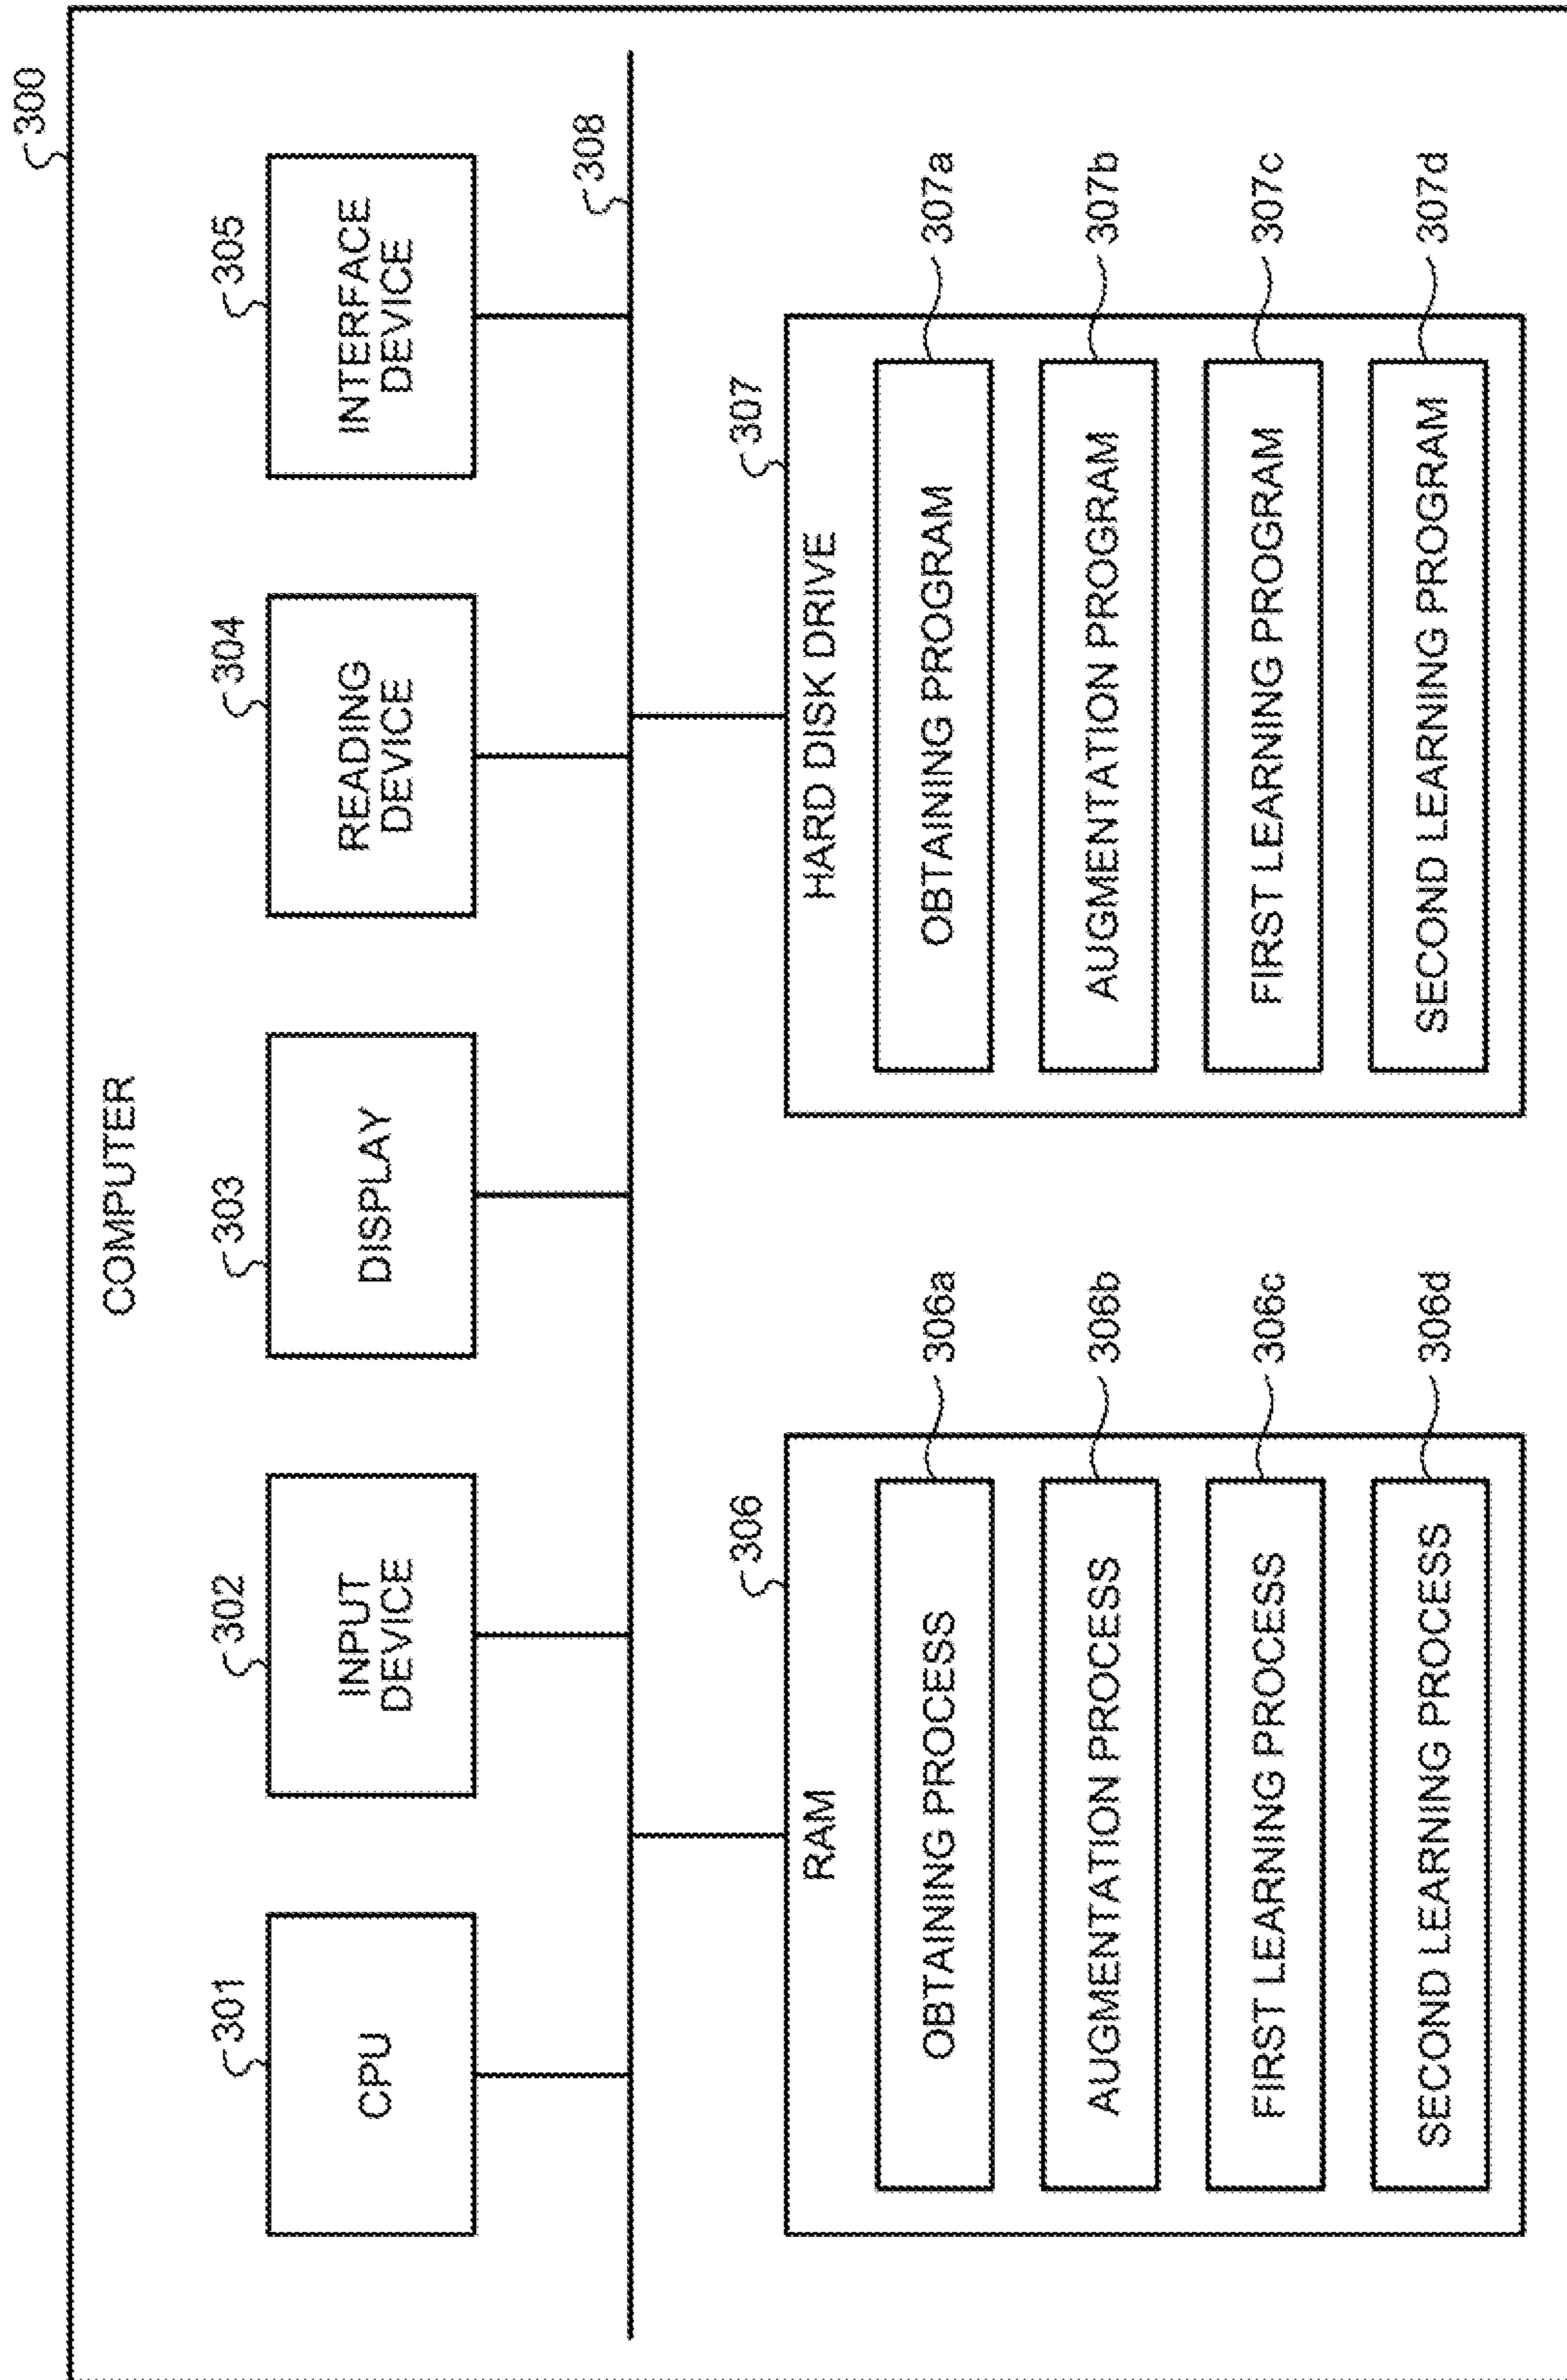 300
COMPUTER
301
302
303
304
305
CPU
INPUT
DEVICE
DISPLAY
READING
DEVICE
INTERFACE
DEVICE
308
306
307
RAM
HARD DISK DRIVE
OBTAINING PROCESS
306a
OBTAINING PROGRAM
307a
AUGMENTATION PROCESS
306b
AUGMENTATION PROGRAM
307b
FIRST LEARNING PROCESS
306c
FIRST LEARNING PROGRAM
307c
SECOND LEARNING PROCESS
306d
SECOND LEARNING PROGRAM
307d